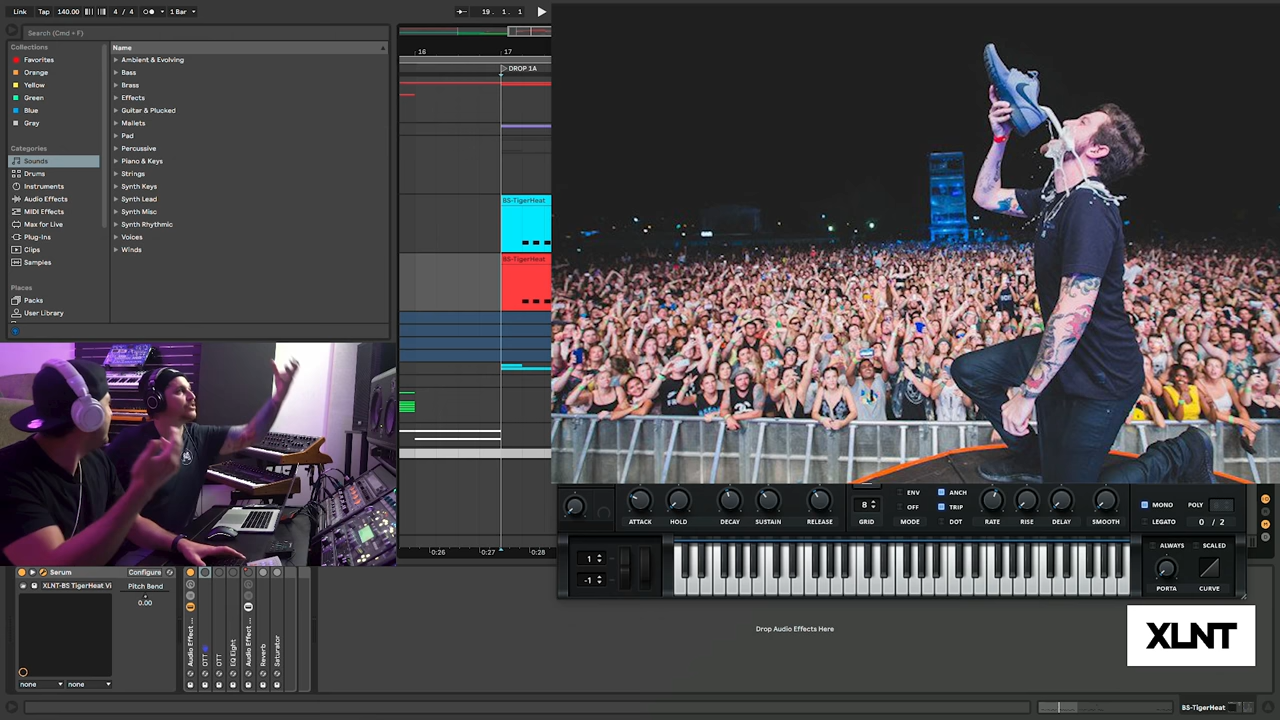 Link Tap 140.00 4 / 4 1 Bar 19 . 1 . 1
Search (Cmd + F)
Collections
Favorites
Orange
Yellow
Green
Blue
Gray
Categories
Sounds
Drums
Instruments
Audio Effects
MIDI Effects
Max for Live
Plug-Ins
Clips
Samples
Places
Packs
User Library
Name
Ambient & Evolving
Bass
Brass
Effects
Guitar & Plucked
Mallets
Pad
Percussive
Piano & Keys
Strings
Synth Keys
Synth Lead
Synth Misc
Synth Rhythmic
Voices
Winds
16 17
DROP 1A
BS-TigerHeat
BS-TigerHeat
0:26 0:27 0:28
ENV ANCH
OFF TRIP
MODE DOT
ATTACK HOLD DECAY SUSTAIN RELEASE
8
GRID
RATE RISE DELAY SMOOTH
MONO POLY
LEGATO 0 / 2
1
-1
ALWAYS SCALED
PORTA CURVE
Serum Configure
XLNT-BS TigerHeat Vi
Pitch Bend
0.00
none none
Audio Effect ...
OTT
OTT
EQ Eight
Audio Effect ...
Reverb
Saturator
Drop Audio Effects Here
XLNT
BS-TigerHeat